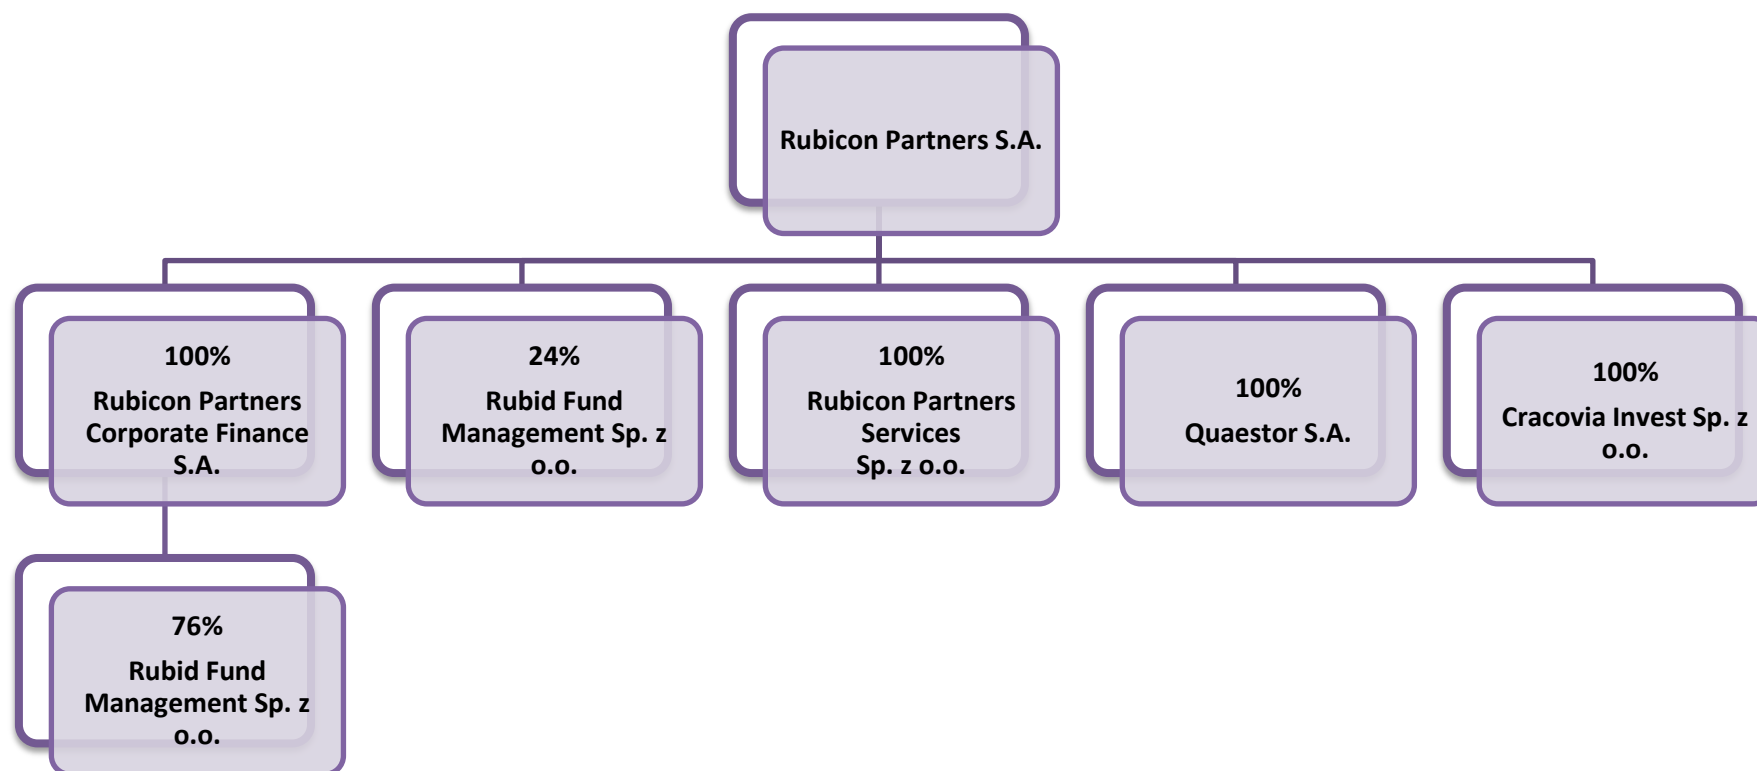 Rubicon Partners S.A.
100%
Rubicon Partners
Corporate Finance
S.A.
24%
Rubid Fund
Management Sp. z
o.o.
100%
Rubicon Partners
Services
Sp. z o.o.
100%
Quaestor S.A.
100%
Cracovia Invest Sp. z
o.o.
76%
Rubid Fund
Management Sp. z
o.o.